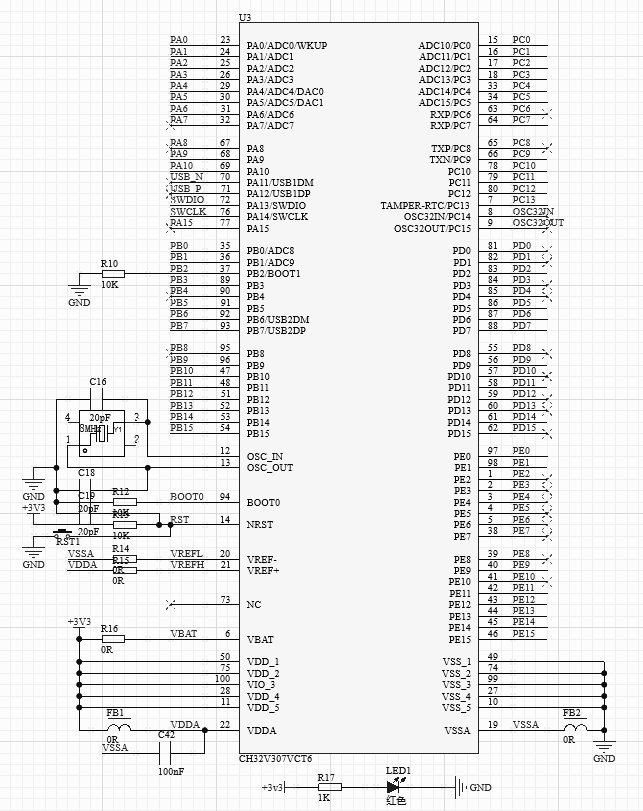 U3
PA0 23 PA0/ADC0/WKUP ADC10/PC0 15 PC0
PA1 24 PA1/ADC1 ADC11/PC1 16 PC1
PA2 25 PA2/ADC2 ADC12/PC2 17 PC2
PA3 26 PA3/ADC3 ADC13/PC3 18 PC3
PA4 29 PA4/ADC4/DAC0 ADC14/PC4 33 PC4
PA5 30 PA5/ADC5/DAC1 ADC15/PC5 34 PC5
PA6 31 PA6/ADC6 RXP/PC6 63 PC6
PA7 32 PA7/ADC7 RXP/PC7 64 PC7
PA8 67 PA8 TXP/PC8 65 PC8
PA9 68 PA9 TXN/PC9 66 PC9
PA10 69 PA10 PC10 78 PC10
USB_N 70 PA11/USB1DM PC11 79 PC11
USB_P 71 PA12/USB1DP PC12 80 PC12
SWDIO 72 PA13/SWDIO TAMPER-RTC/PC13 7 PC13
SWCLK 76 PA14/SWCLK OSC32IN/PC14 8 OSC32IN
PA15 77 PA15 OSC32OUT/PC15 9 OSC32OUT
PB0 35 PB0/ADC8 PD0 81 PD0
PB1 36 PB1/ADC9 PD1 82 PD1
R10 10K GND PB2 37 PB2/BOOT1 PD2 83 PD2
PB3 89 PB3 PD3 84 PD3
PB4 90 PB4 PD4 85 PD4
PB5 91 PB5 PD5 86 PD5
PB6 92 PB6/USB2DM PD6 87 PD6
PB7 93 PB7/USB2DP PD7 88 PD7
PB8 95 PB8 PD8 55 PD8
PB9 96 PB9 PD9 56 PD9
PB10 47 PB10 PD10 57 PD10
PB11 48 PB11 PD11 58 PD11
PB12 51 PB12 PD12 59 PD12
PB13 52 PB13 PD13 60 PD13
PB14 53 PB14 PD14 61 PD14
PB15 54 PB15 PD15 62 PD15
C16
20pF
4 3
8MHz Y1
1 2
12 OSC_IN PE0 97 PE0
13 OSC_OUT PE1 98 PE1
C18 PE2 1 PE2
GND PE3 2 PE3
C19 R12 BOOT0 94 BOOT0 PE4 3 PE4
+3V3 20pF 10K PE5 4 PE5
RST 14 NRST PE6 5 PE6
20pF 10K PE7 38 PE7
RST1
GND
VSSA R14 VREFL 20 VREF- PE8 39 PE8
VDDA R15 0R VREFH 21 VREF+ PE9 40 PE9
0R PE10 41 PE10
PE11 42 PE11
73 NC PE12 43 PE12
PE13 44 PE13
+3V3 PE14 45 PE14
R16 0R VBAT 6 VBAT PE15 46 PE15
50 VDD_1 VSS_1 49
75 VDD_2 VSS_2 74
100 VIO_3 VSS_3 99
28 VDD_4 VSS_4 27
11 VDD_5 VSS_5 10
FB1 0R VDDA 22 VDDA VSSA 19 VSSA FB2 0R
VSSA C42 100nF
GND
CH32V307VCT6
+3v3 R17 1K LED1 红色 GND